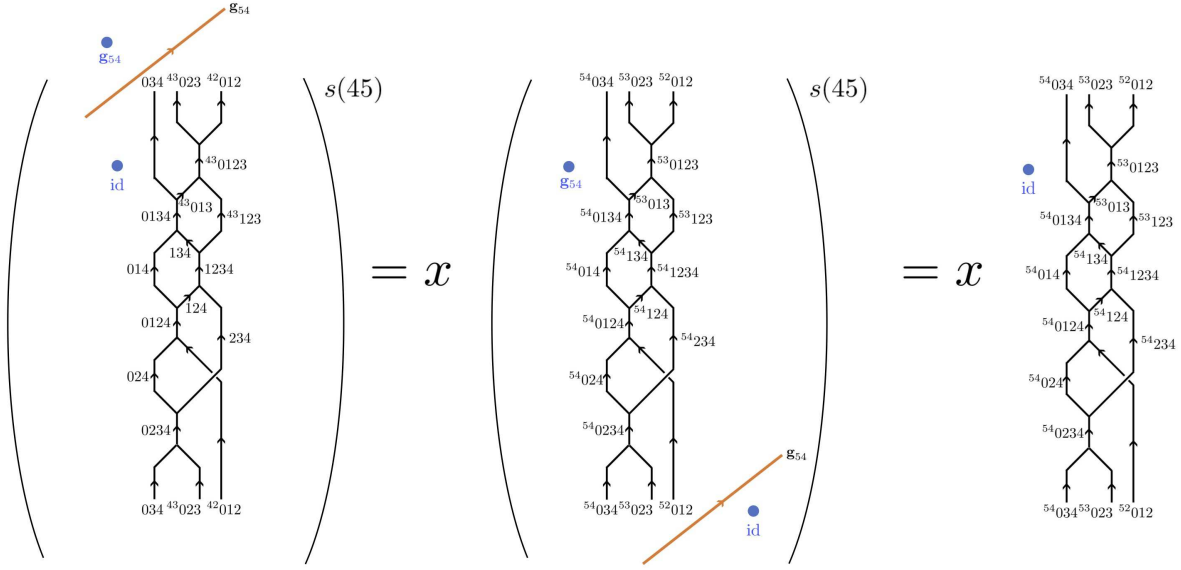 g₅₄
g₅₄
034 ⁴³023 ⁴²012
s(45)
id
⁴³0123
⁴³013
0134
⁴³123
134
014
1234
124
0124
234
024
0234
034 ⁴³023 ⁴²012
= x
⁵⁴034 ⁵³023 ⁵²012
s(45)
g₅₄
⁵³0123
⁵³013
⁵⁴0134
⁵³123
⁵⁴134
⁵⁴014
⁵⁴1234
⁵⁴124
⁵⁴0124
⁵⁴234
⁵⁴024
⁵⁴0234
g₅₄
⁵⁴034 ⁵³023 ⁵²012
id
= x
⁵⁴034 ⁵³023 ⁵²012
id
⁵³0123
⁵³013
⁵⁴0134
⁵³123
⁵⁴134
⁵⁴014
⁵⁴1234
⁵⁴124
⁵⁴0124
⁵⁴234
⁵⁴024
⁵⁴0234
⁵⁴034 ⁵³023 ⁵²012